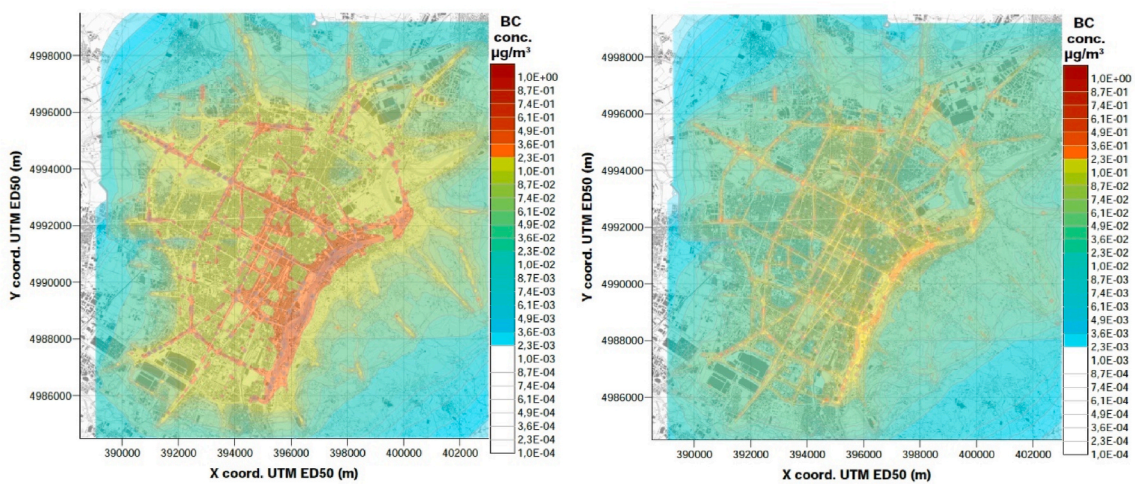 BC
conc.
µg/m³
1.0E+00
8.7E-01
7.4E-01
6.1E-01
4.9E-01
3.6E-01
2.3E-01
1.0E-01
8.7E-02
7.4E-02
6.1E-02
4.9E-02
3.6E-02
2.3E-02
1,0E-02
8.7E-03
7.4E-03
6.1E-03
4.9E-03
3.6E-03
2.3E-03
1.0E-03
8.7E-04
7.4E-04
6.1E-04
4.9E-04
3.6E-04
2.3E-04
1,0E-04
4998000
4996000
4994000
4992000
4990000
4988000
4986000
Y coord. UTM ED50 (m)
390000 392000 394000 396000 398000 400000 402000
X coord. UTM ED50 (m)
BC
conc.
µg/m³
1.0E+00
8.7E-01
7.4E-01
6.1E-01
4.9E-01
3.6E-01
2.3E-01
1.0E-01
8.7E-02
7.4E-02
6.1E-02
4.9E-02
3.6E-02
2.3E-02
1,0E-02
8.7E-03
7.4E-03
6.1E-03
4.9E-03
3.6E-03
2.3E-03
1.0E-03
8.7E-04
7.4E-04
6.1E-04
4.9E-04
3.6E-04
2.3E-04
1,0E-04
4998000
4996000
4994000
4992000
4990000
4988000
4986000
Y coord. UTM ED50 (m)
390000 392000 394000 396000 398000 400000 402000
X coord. UTM ED50 (m)